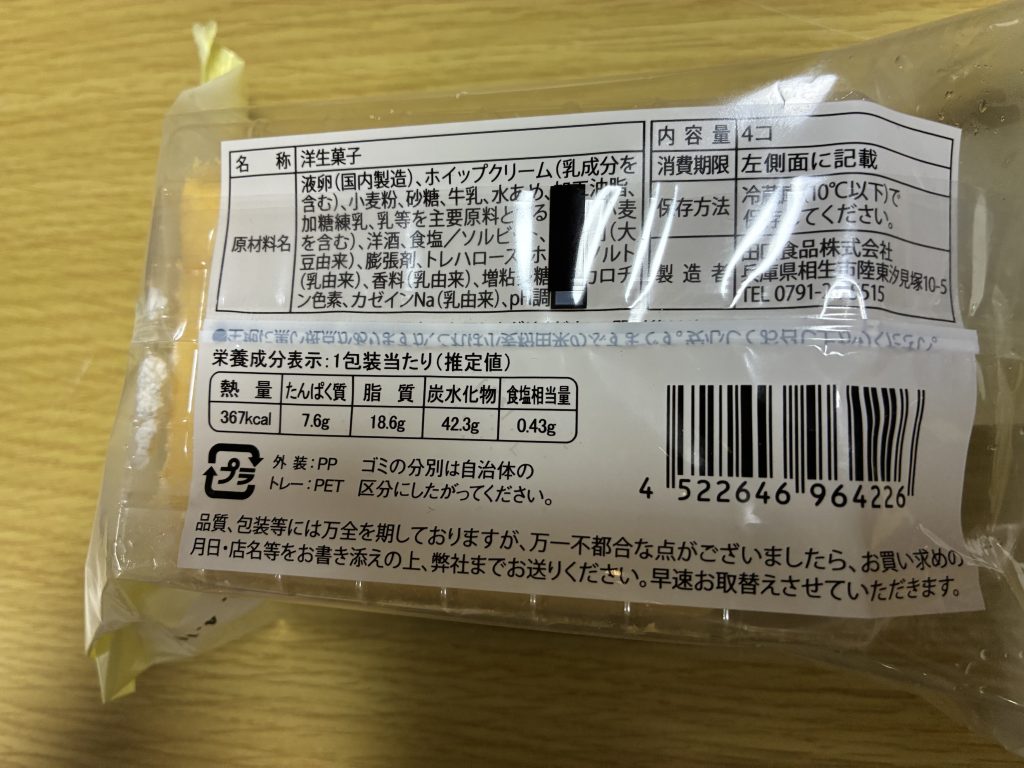 名称 洋生菓子
原材料名
液卵(国内製造)、ホイップクリーム(乳成分を
含む)、小麦粉、砂糖、牛乳、水あめ、
加糖練乳、乳等を主要原料と 小麦
を含む)、洋酒、食塩/ソルビ (大
豆由来)、膨張剤、トレハロース、ホ
(乳由来)、香料(乳由来)、増粘 カロチ
ン色素、カゼインNa(乳由来)、pH調
内容量 4コ
消費期限 左側面に記載
保存方法 冷蔵庫(10℃以下)で
してください。
製造者 田口食品株式会社
兵庫県相生市陸東汐見塚10-5
TEL 0791-
栄養成分表示:1包装当たり(推定値)
熱量 たんぱく質 脂質 炭水化物 食塩相当量
367kcal 7.6g 18.6g 42.3g 0.43g
プラ
外装:PP
トレー:PET
ゴミの分別は自治体の
区分にしたがってください。
4 522646 964226
品質、包装等には万全を期しておりますが、万一不都合な点がございましたら、お買い求めの
月日・店名等をお書き添えの上、弊社までお送りください。早速お取替えさせていただきます。